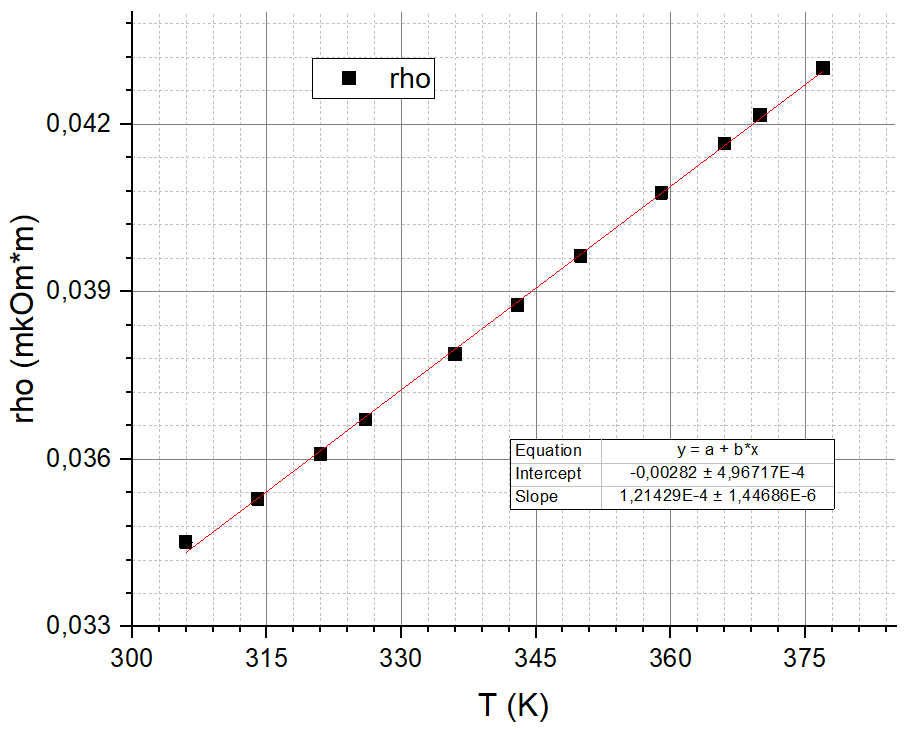 rho
0,042
0,039
0,036
0,033
rho (mkOm*m)
Equation y = a + b*x
Intercept -0,00282 ± 4,96717E-4
Slope 1,21429E-4 ± 1,44686E-6
300 315 330 345 360 375
T (K)